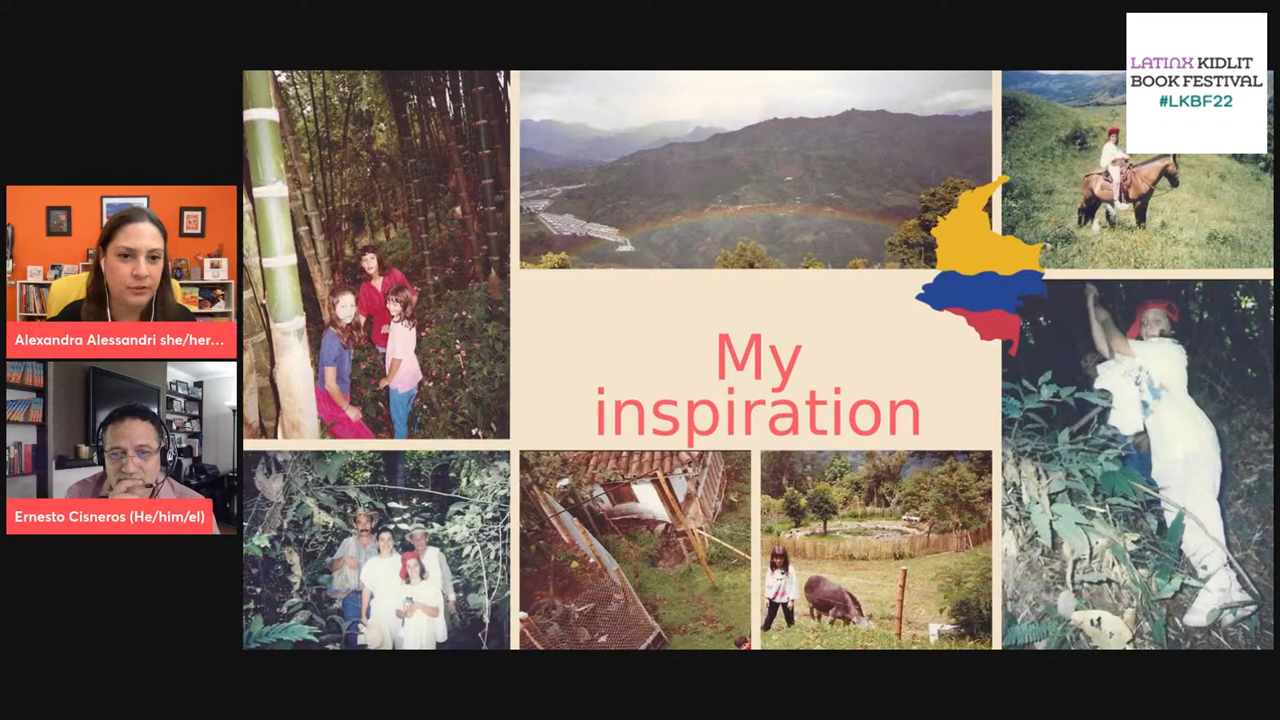 LATINX KIDLIT
BOOK FESTIVAL
#LKBF22
My
inspiration
Alexandra Alessandri she/her...
Ernesto Cisneros (He/him/el)